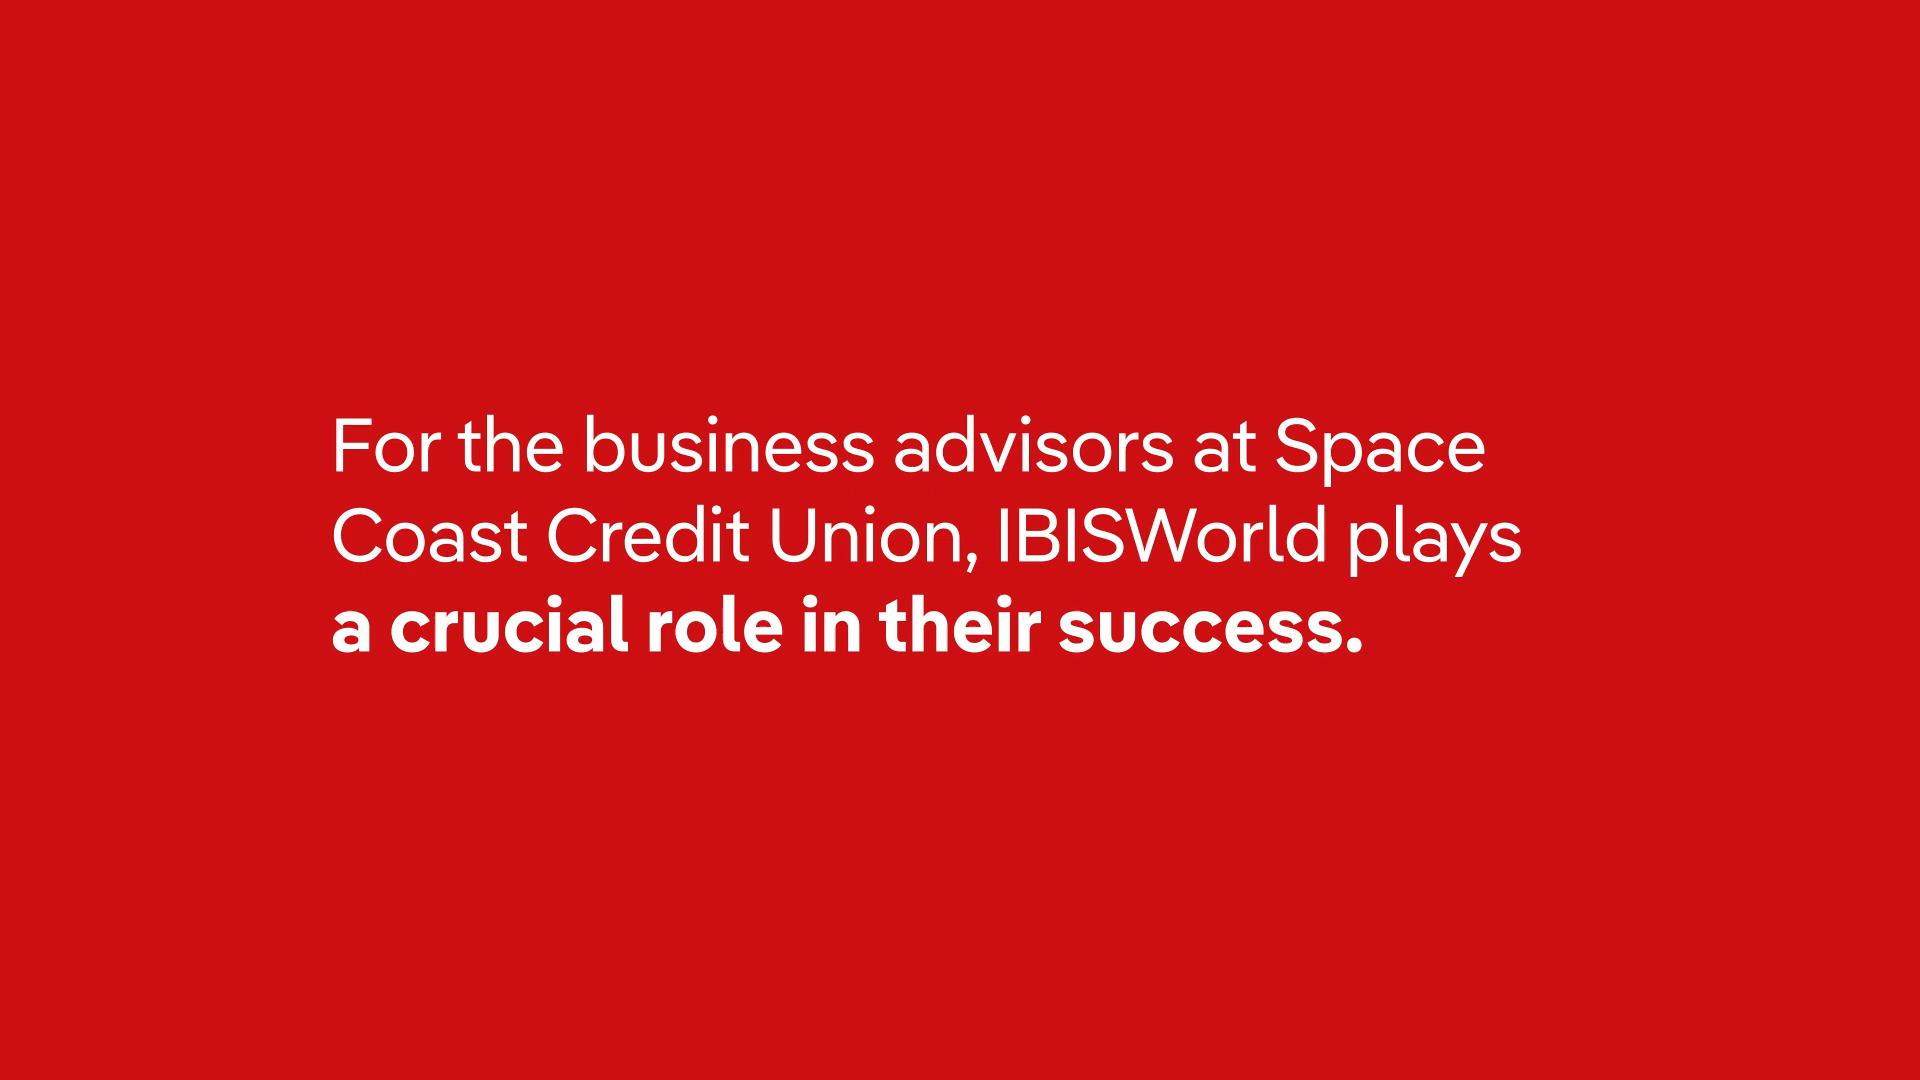 For the business advisors at Space
Coast Credit Union, IBISWorld plays
a crucial role in their success.